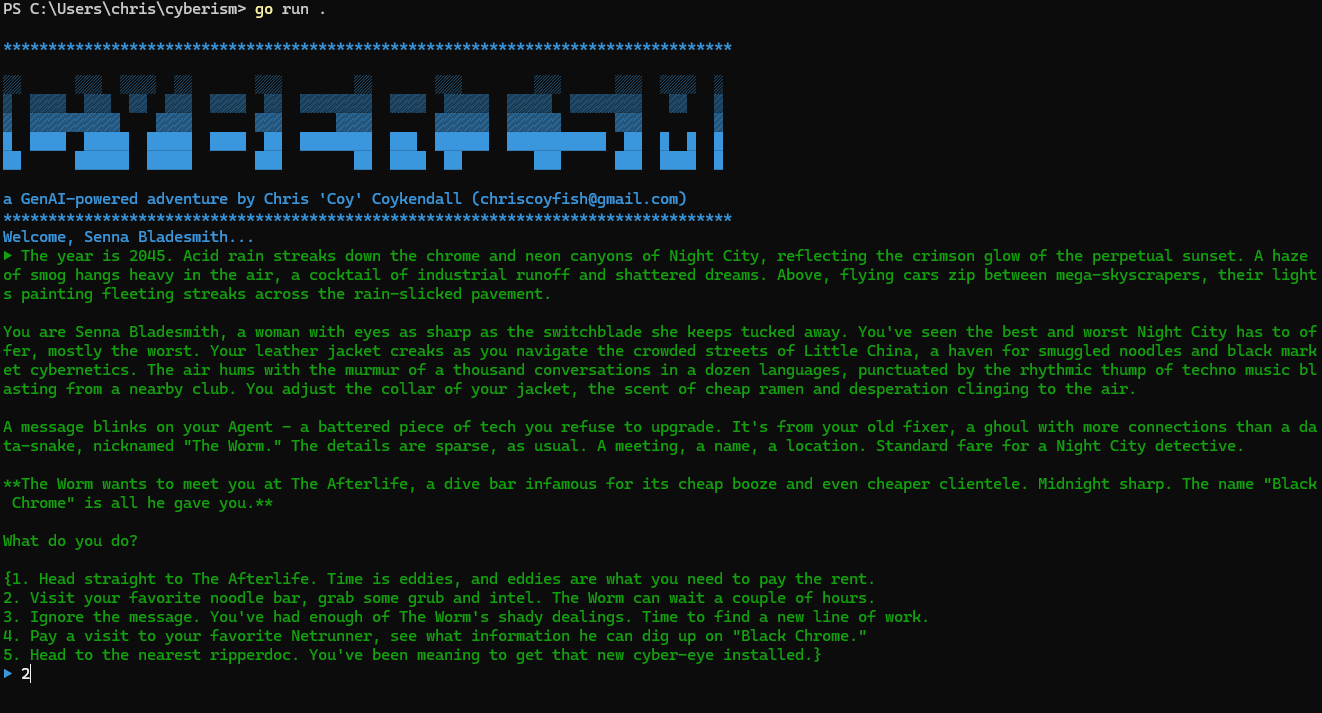 PS C:\Users\chris\cyberism> go run .
*********************************************************************************
CYBERISM
a GenAI-powered adventure by Chris 'Coy' Coykendall (chriscoyfish@gmail.com)
*********************************************************************************
Welcome, Senna Bladesmith...
▶ The year is 2045. Acid rain streaks down the chrome and neon canyons of Night City, reflecting the crimson glow of the perpetual sunset. A haze
of smog hangs heavy in the air, a cocktail of industrial runoff and shattered dreams. Above, flying cars zip between mega-skyscrapers, their light
s painting fleeting streaks across the rain-slicked pavement.
You are Senna Bladesmith, a woman with eyes as sharp as the switchblade she keeps tucked away. You've seen the best and worst Night City has to of
fer, mostly the worst. Your leather jacket creaks as you navigate the crowded streets of Little China, a haven for smuggled noodles and black mark
et cybernetics. The air hums with the murmur of a thousand conversations in a dozen languages, punctuated by the rhythmic thump of techno music bl
asting from a nearby club. You adjust the collar of your jacket, the scent of cheap ramen and desperation clinging to the air.
A message blinks on your Agent – a battered piece of tech you refuse to upgrade. It's from your old fixer, a ghoul with more connections than a da
ta-snake, nicknamed "The Worm." The details are sparse, as usual. A meeting, a name, a location. Standard fare for a Night City detective.
**The Worm wants to meet you at The Afterlife, a dive bar infamous for its cheap booze and even cheaper clientele. Midnight sharp. The name "Black
Chrome" is all he gave you.**
What do you do?
{1. Head straight to The Afterlife. Time is eddies, and eddies are what you need to pay the rent.
2. Visit your favorite noodle bar, grab some grub and intel. The Worm can wait a couple of hours.
3. Ignore the message. You've had enough of The Worm's shady dealings. Time to find a new line of work.
4. Pay a visit to your favorite Netrunner, see what information he can dig up on "Black Chrome."
5. Head to the nearest ripperdoc. You've been meaning to get that new cyber-eye installed.}
▶ 2